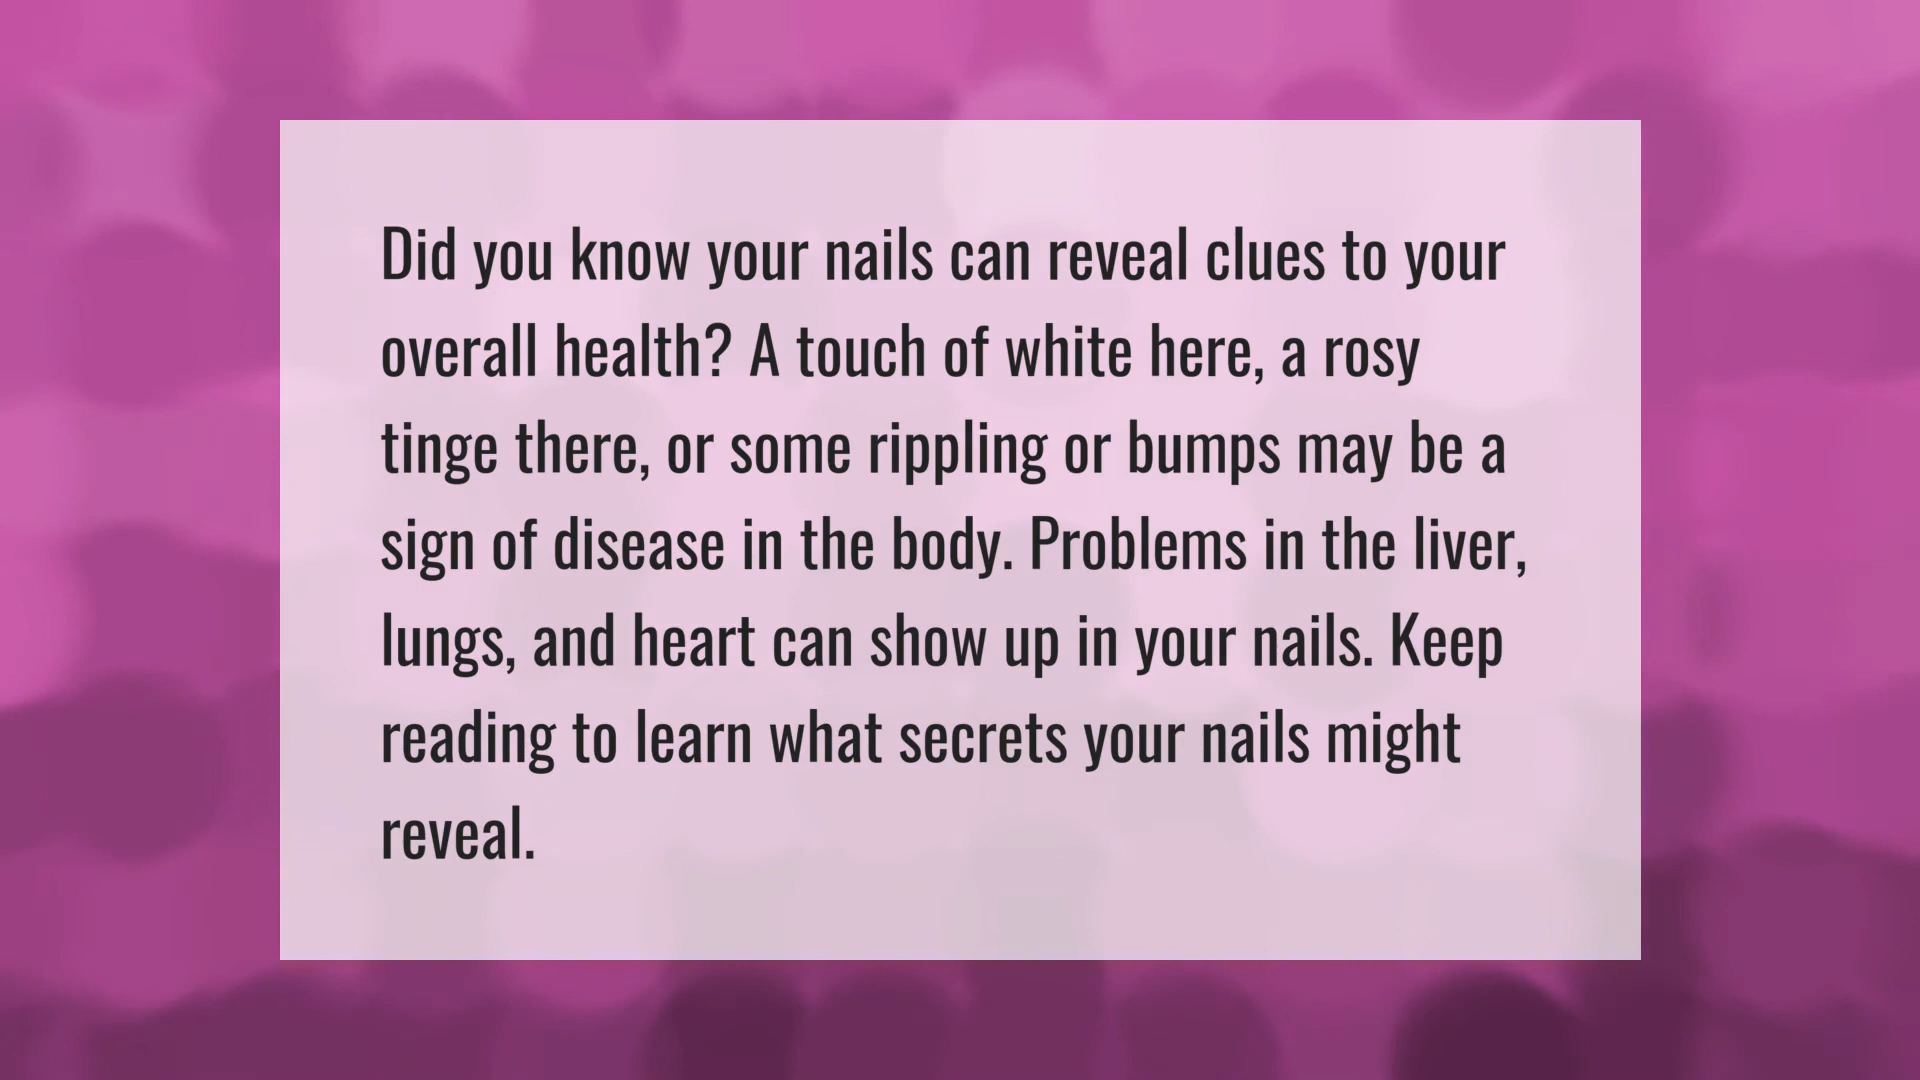 Did you know your nails can reveal clues to your
overall health? A touch of white here, a rosy
tinge there, or some rippling or bumps may be a
sign of disease in the body. Problems in the liver,
lungs, and heart can show up in your nails. Keep
reading to learn what secrets your nails might
reveal.